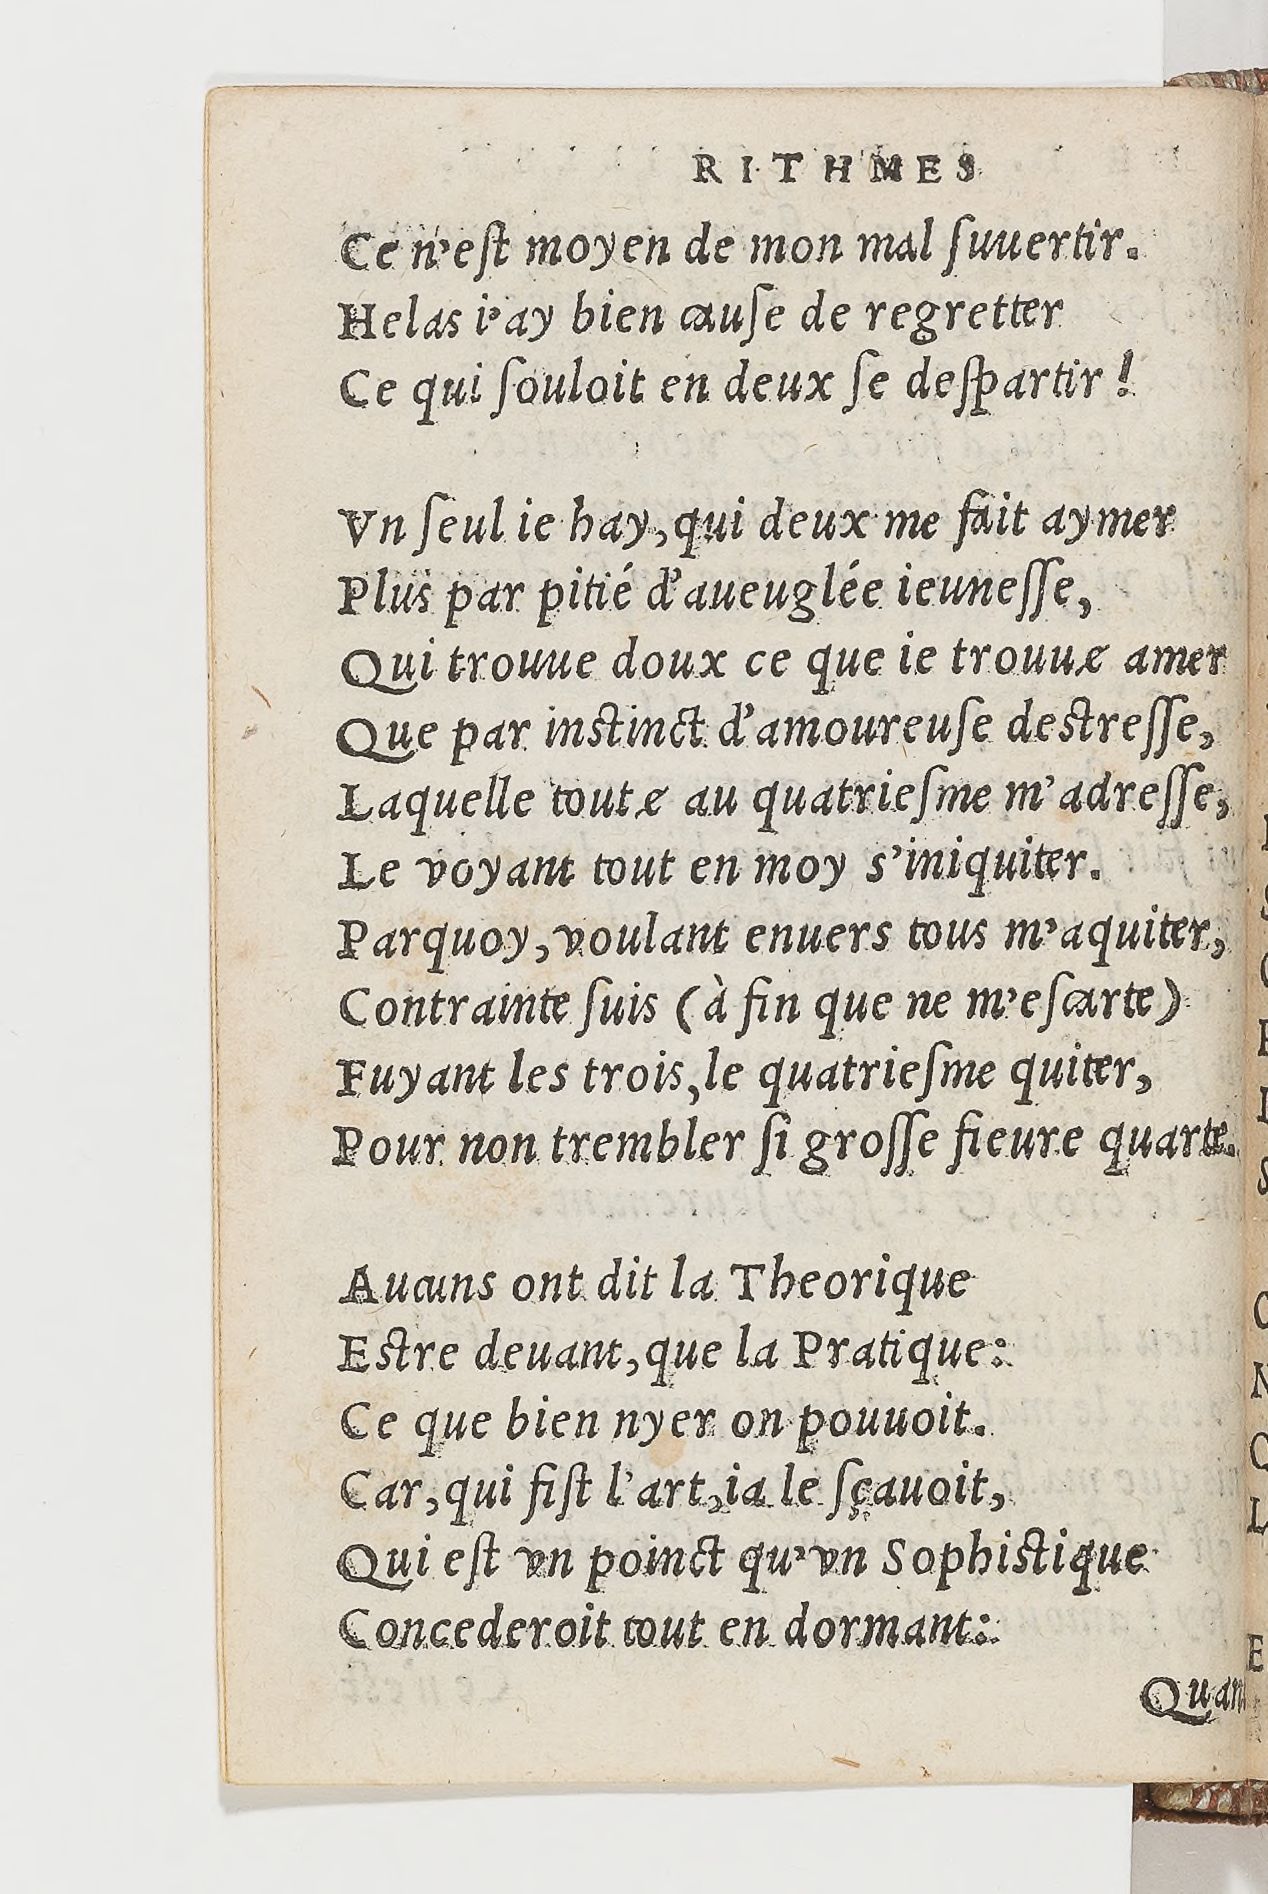 RITHMES
Ce n'eſt moyen de mon mal ſuuertir.
Helas i'ay bien cauſe de regretter
Ce qui ſouloit en deux ſe deſpartir !
Vn ſeul ie hay, qui deux me fait aymer
Plus par pitié d'aueuglée ieuneſſe,
Qui trouue doux ce que ie trouue amer
Que par instinct d'amoureuſe destreſſe,
Laquelle toute au quatrieſme m'adreſſe,
Le voyant tout en moy s'iniquiter.
Parquoy, voulant enuers tous m'aquiter,
Contrainte ſuis (à fin que ne m'eſcarte)
Fuyant les trois, le quatrieſme quiter,
Pour non trembler ſi groſſe fieure quarte.
Aucuns ont dit la Theorique
Estre deuant, que la Pratique:
Ce que bien nyer on pouuoit.
Car, qui fiſt l'art, ia le ſçauoit,
Qui eſt vn poinct qu'vn Sophistique
Concederoit tout en dormant:
Quan